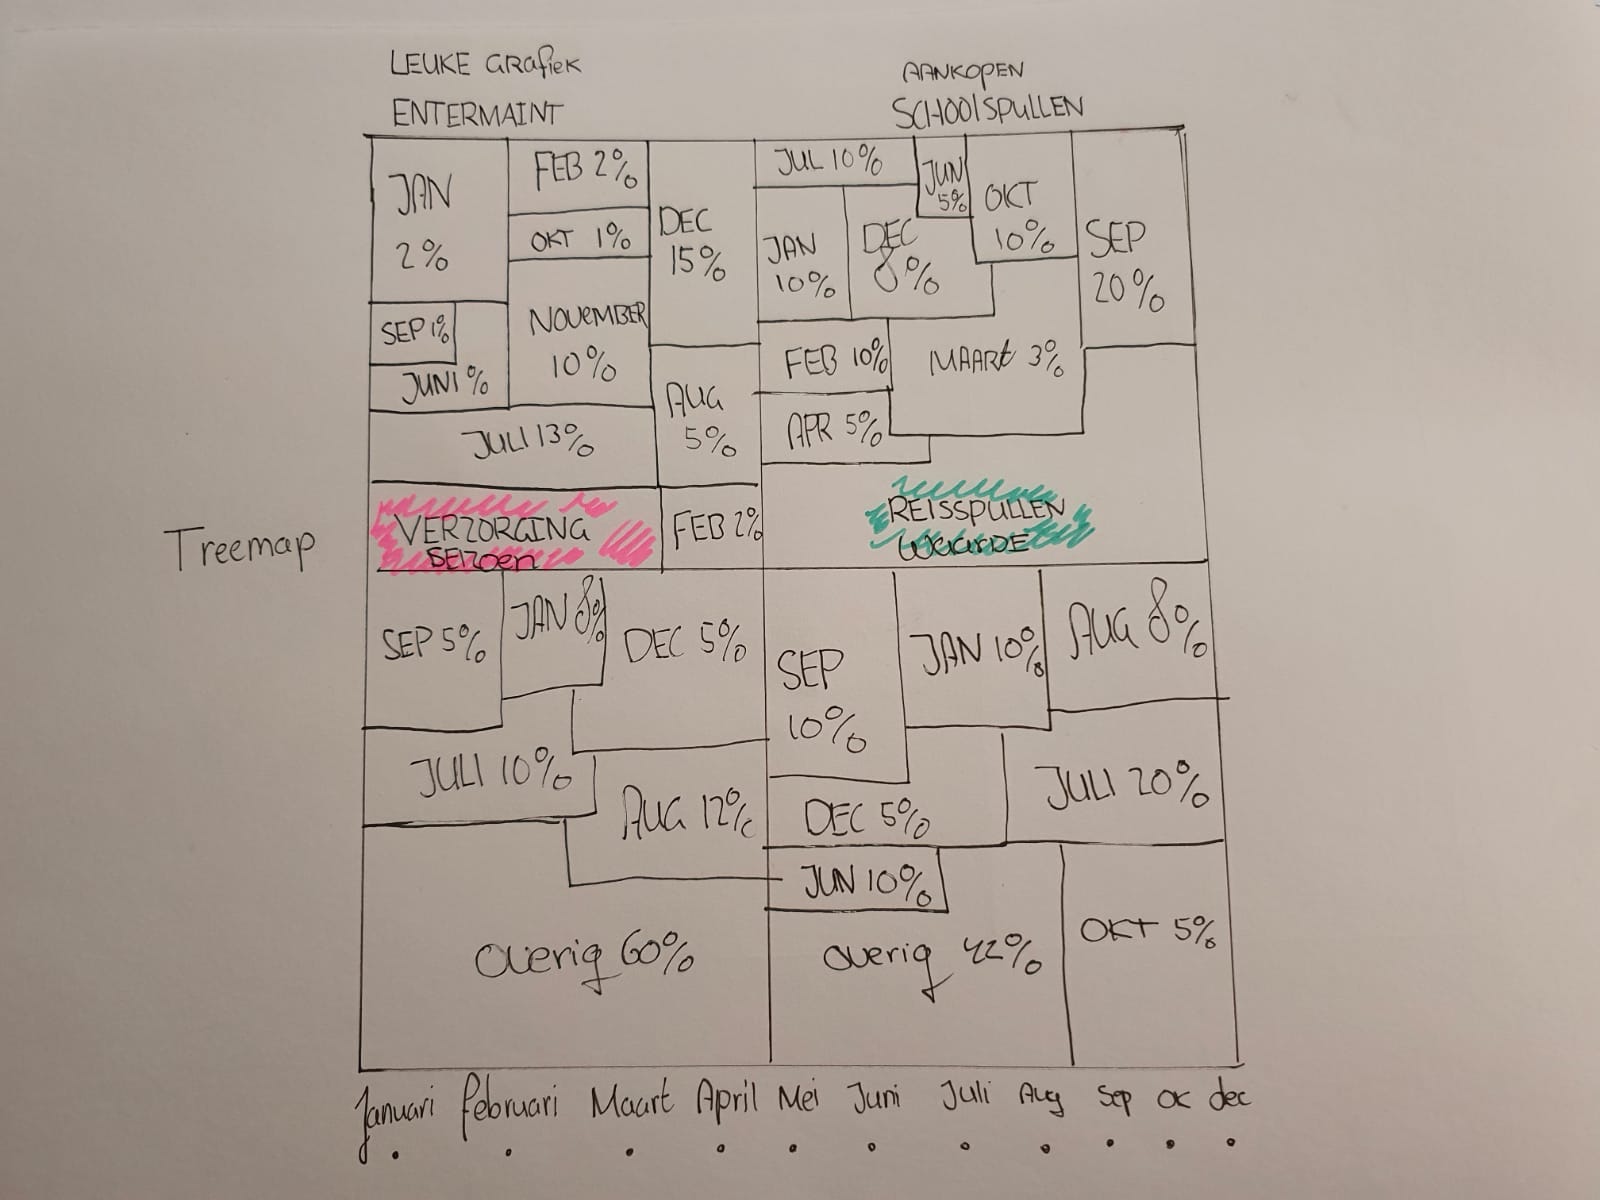 LEUKE GRafiek
ENTERMAINT
AANKOPEN
SCHOOlSPULLEN
JAN
2%
FEB 2%
OKT 1%
DEC
15%
SEP 1%
JUNI %
NOVeMBER
10%
JULI 13%
AUG
5%
JUL 10%
JUN
5%
OKT
10%
SEP
20%
JAN
10%
DEC
8%
FEB 10%
MAARt 3%
APR 5%
Treemap
VERZORGING
SEIZOen
FEB 2%
REISSPULLEN
WaaRDE
SEP 5%
JAN 8%
DEC 5%
JULI 10%
AUG 12%
Overig 60%
SEP
10%
JAN 10%
AUG 8%
DEC 5%
JULI 20%
JUN 10%
Overig 42%
OKT 5%
Januari februari Maart April Mei Juni Juli Aug Sep OK dec